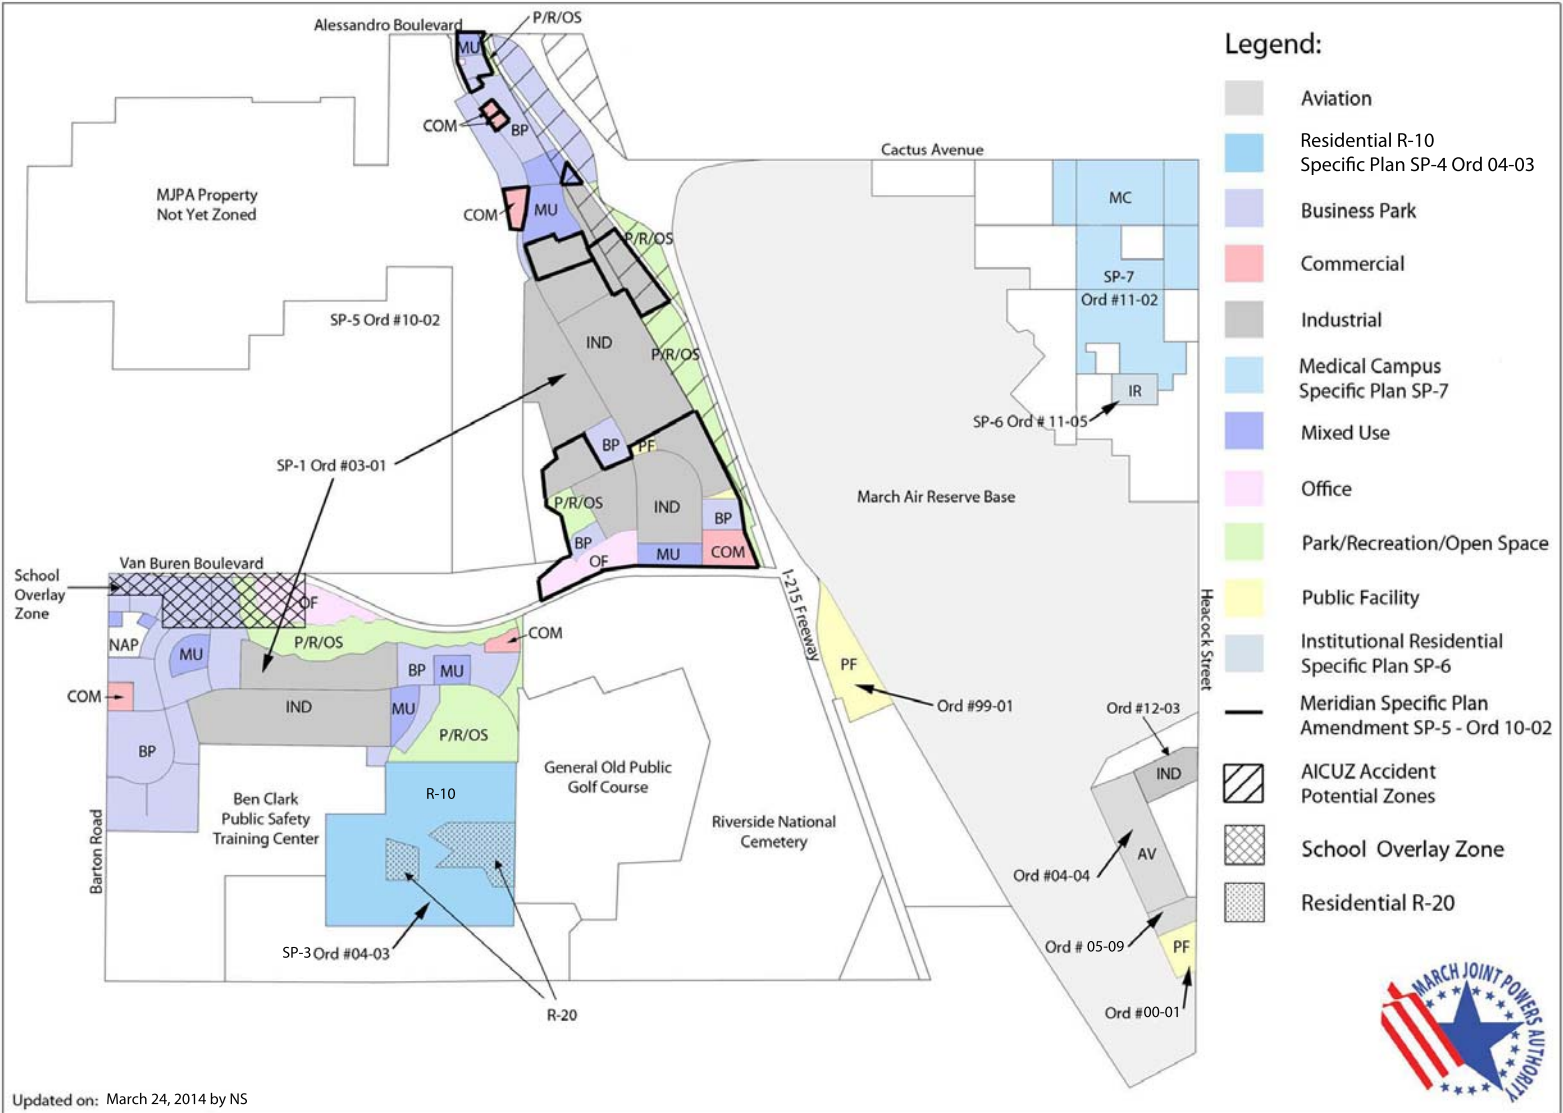 Alessandro Boulevard
P/R/OS
MU
COM
BP
COM
MU
P/R/OS
MJPA Property
Not Yet Zoned
SP-5 Ord #10-02
IND
P/R/OS
SP-1 Ord #03-01
BP
PF
P/R/OS
IND
BP
BP
OF
MU
COM
Cactus Avenue
MC
SP-7
Ord #11-02
IR
SP-6 Ord # 11-05
March Air Reserve Base
Heacock Street
I-215 Freeway
Van Buren Boulevard
School
Overlay
Zone
OF
NAP
MU
P/R/OS
COM
COM
BP
MU
IND
MU
P/R/OS
BP
Barton Road
Ben Clark
Public Safety
Training Center
R-10
General Old Public
Golf Course
Riverside National
Cemetery
SP-3 Ord #04-03
R-20
PF
Ord #99-01
Ord #12-03
IND
AV
Ord #04-04
Ord # 05-09
PF
Ord #00-01
Legend:
Aviation
Residential R-10
Specific Plan SP-4 Ord 04-03
Business Park
Commercial
Industrial
Medical Campus
Specific Plan SP-7
Mixed Use
Office
Park/Recreation/Open Space
Public Facility
Institutional Residential
Specific Plan SP-6
Meridian Specific Plan
Amendment SP-5 - Ord 10-02
AICUZ Accident
Potential Zones
School Overlay Zone
Residential R-20
MARCH JOINT POWERS AUTHORITY
Updated on: March 24, 2014 by NS